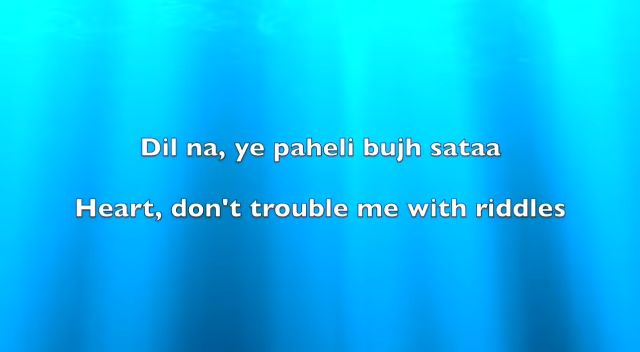 Dil na, ye paheli bujh sataa
Heart, don't trouble me with riddles